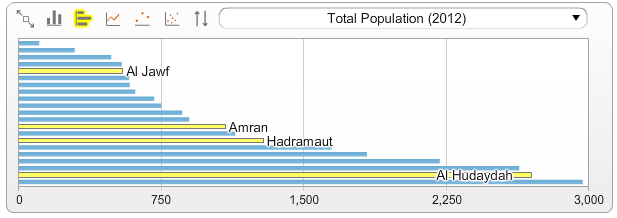 Total Population (2012)
Al Jawf
Amran
Hadramaut
Al Hudaydah
0 750 1,500 2,250 3,000